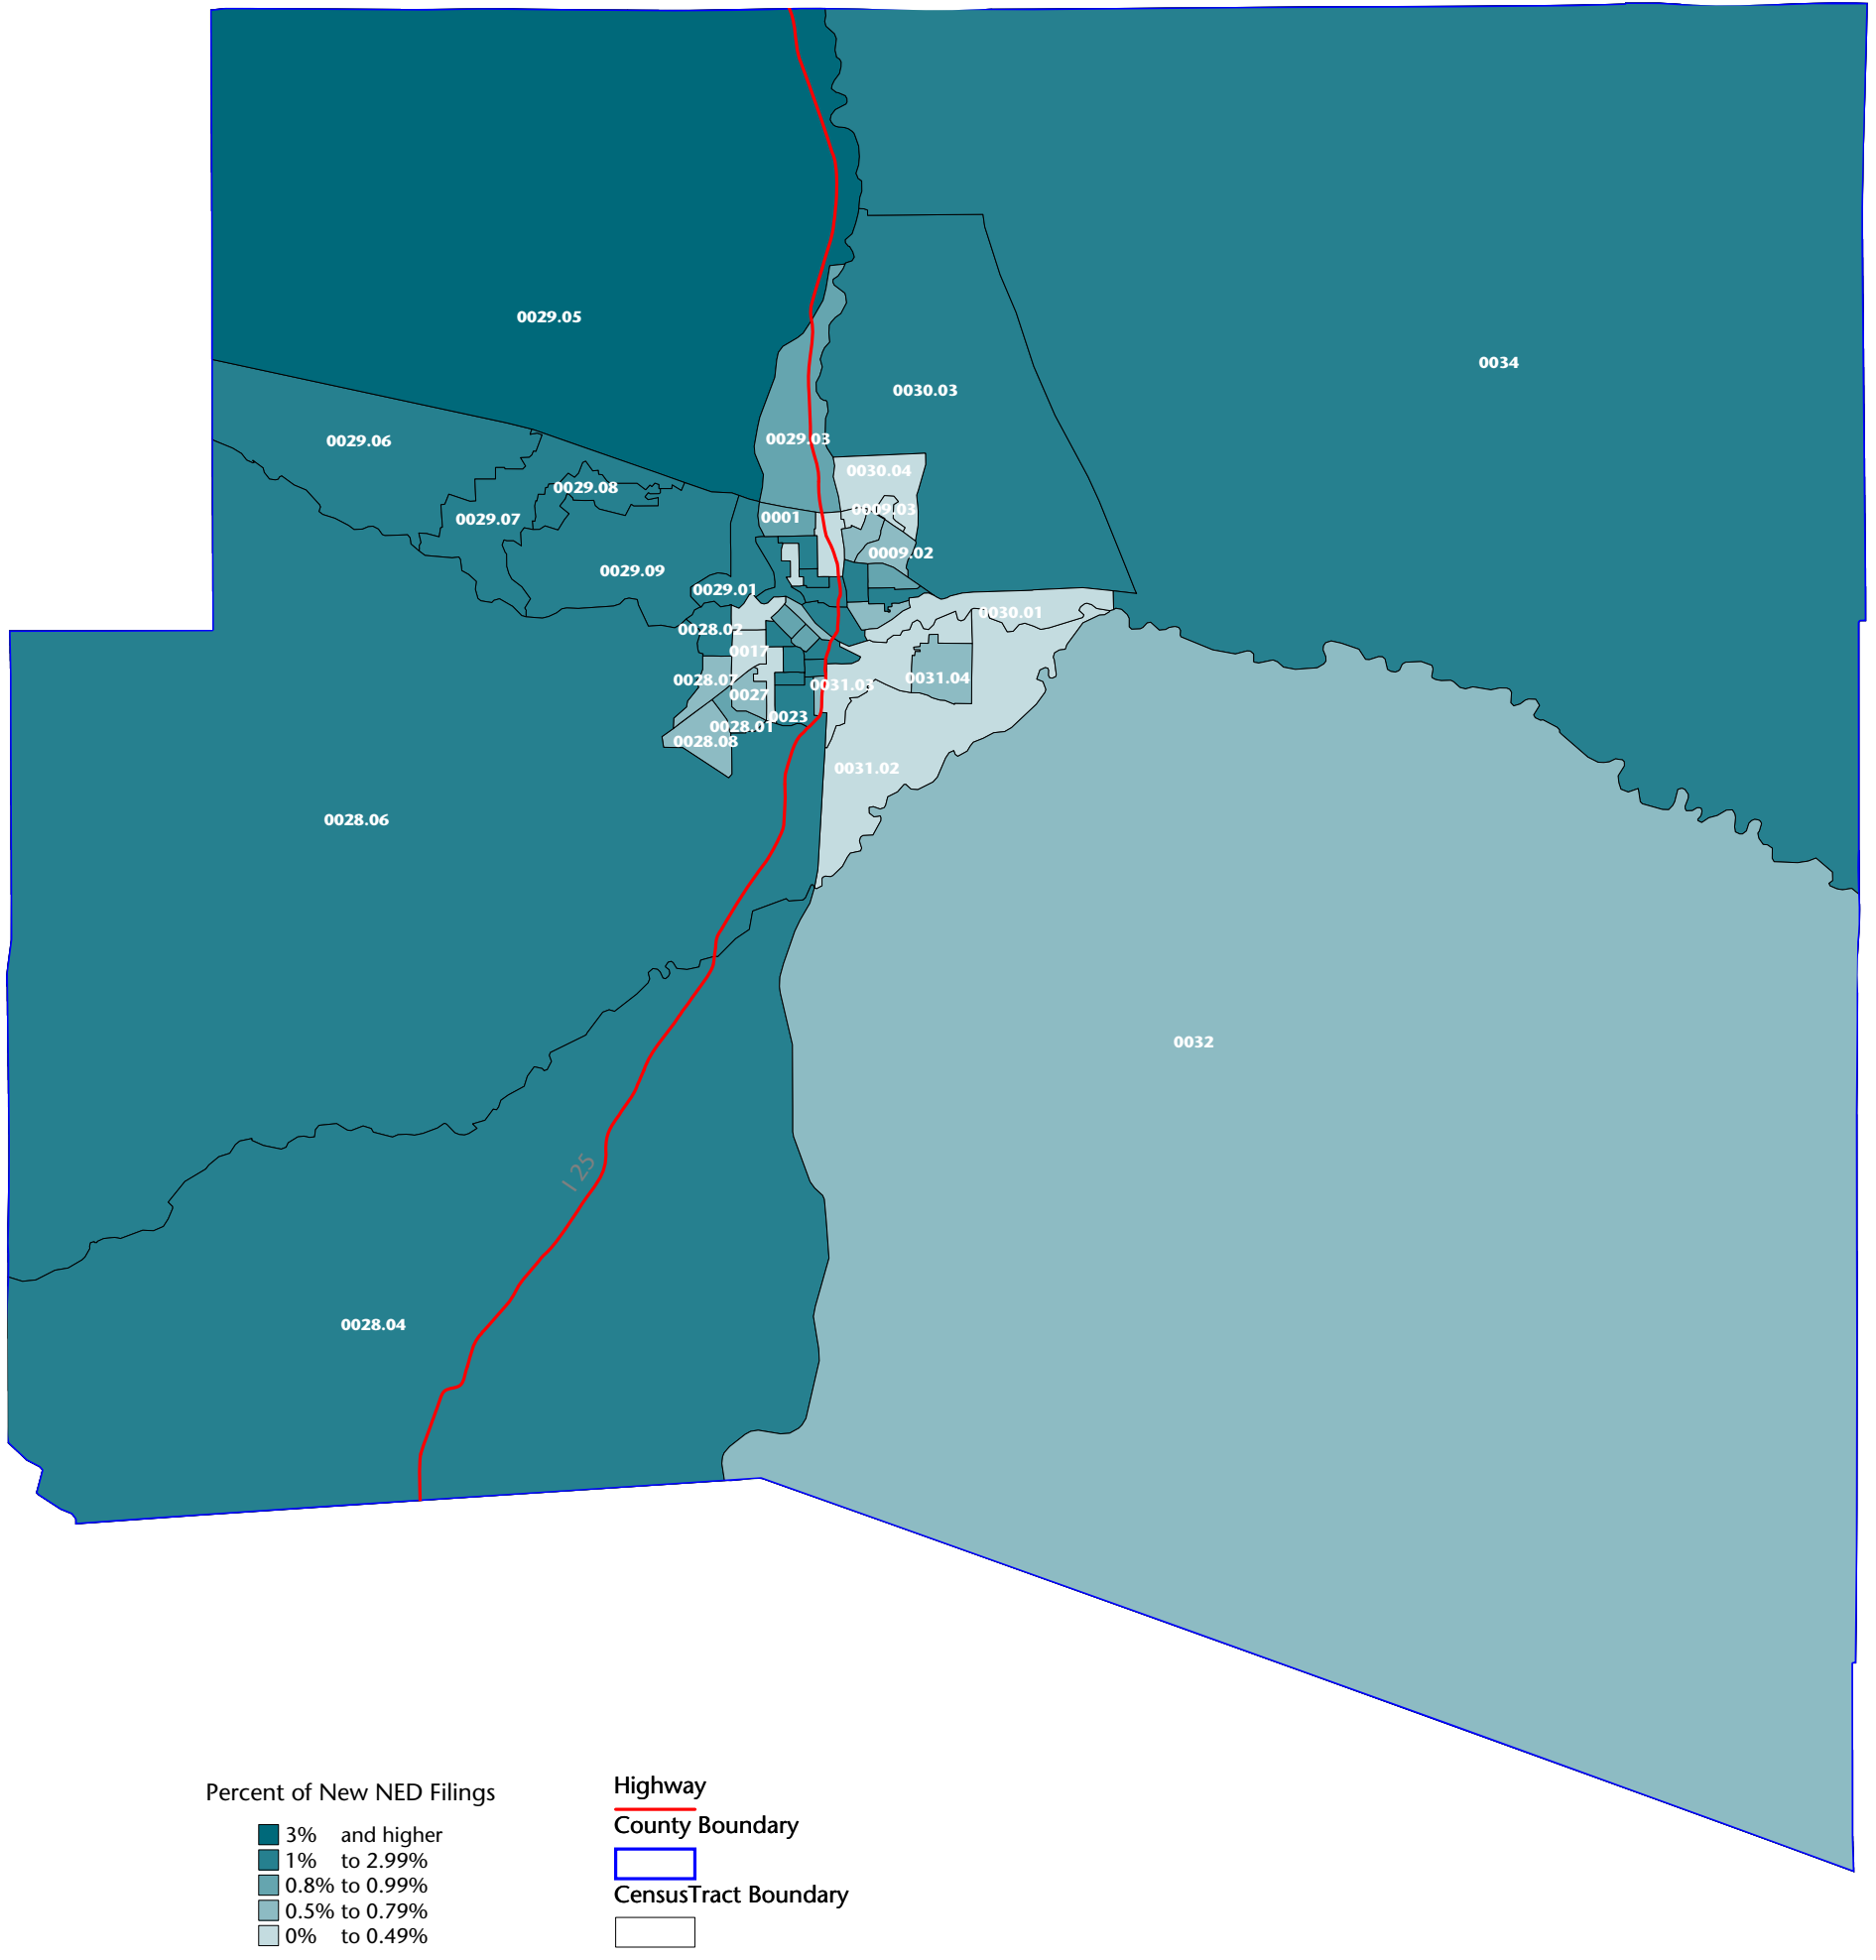 0029.05
0034
0030.03
0029.06
0029.03
0030.04
0029.08
0009.03
0029.07
0001
0009.02
0029.09
0029.01
0030.01
0028.02
0017
0028.07
0031.04
0031.03
0027
0023
0028.01
0028.08
0031.02
0028.06
0032
I 25
0028.04
Percent of New NED Filings
3% and higher
1% to 2.99%
0.8% to 0.99%
0.5% to 0.79%
0% to 0.49%
Highway
County Boundary
CensusTract Boundary